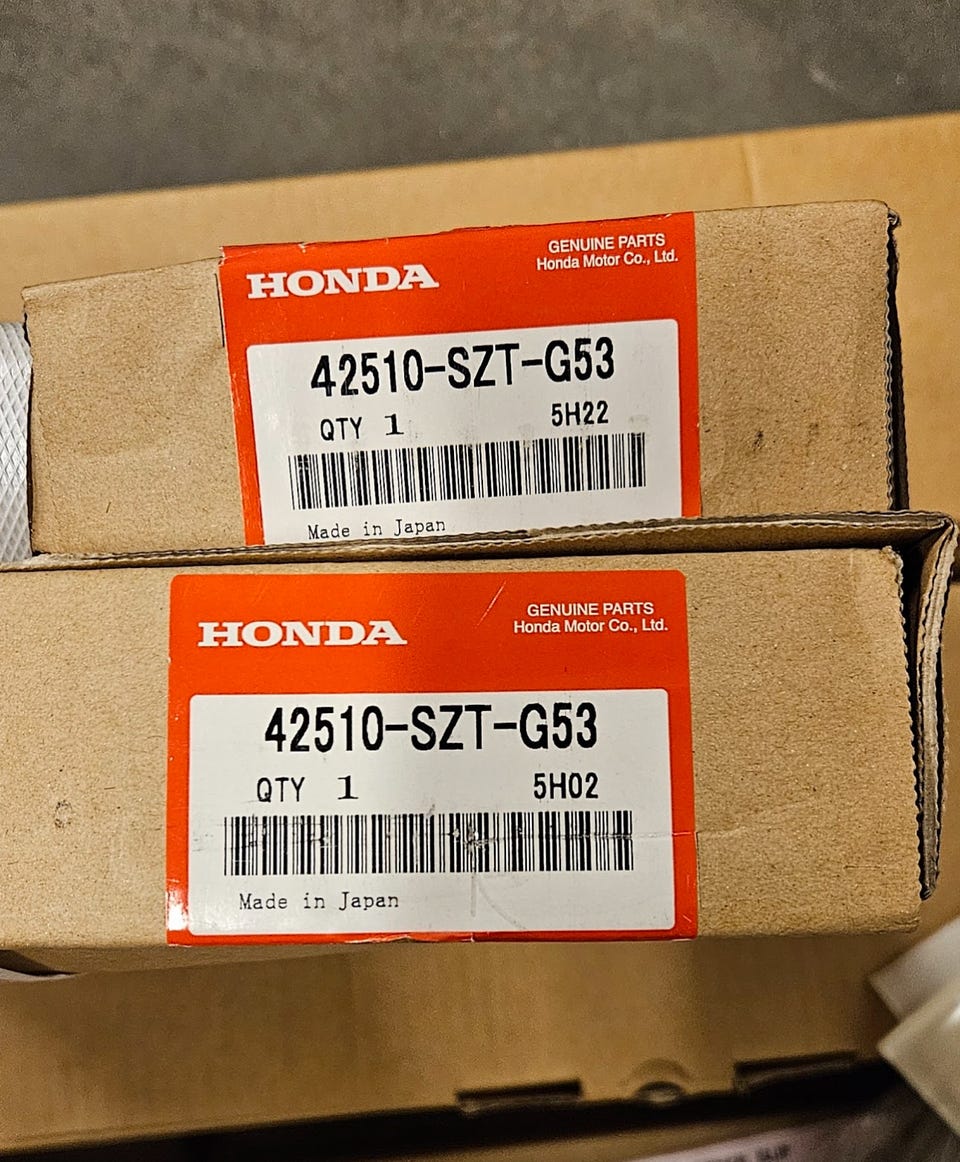 HONDA
GENUINE PARTS
Honda Motor Co., Ltd.
42510-SZT-G53
QTY 1 5H22
Made in Japan
HONDA
GENUINE PARTS
Honda Motor Co., Ltd.
42510-SZT-G53
QTY 1 5H02
Made in Japan